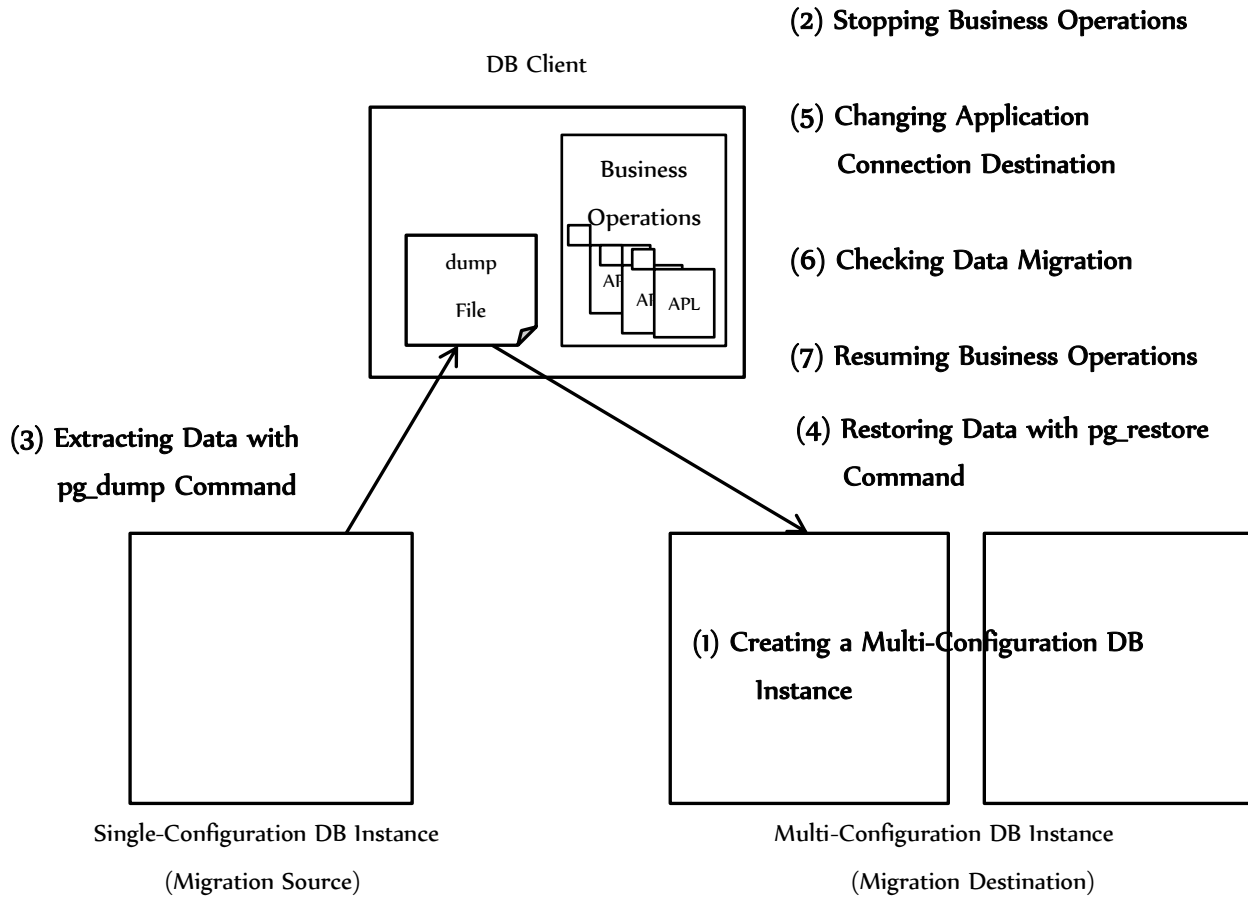 (2) Stopping Business Operations
DB Client
(5) Changing Application
Connection Destination
Business
Operations
(6) Checking Data Migration
dump
File
AP
AP
APL
(7) Resuming Business Operations
(3) Extracting Data with
pg_dump Command
(4) Restoring Data with pg_restore
Command
(1) Creating a Multi-Configuration DB
Instance
Single-Configuration DB Instance
(Migration Source)
Multi-Configuration DB Instance
(Migration Destination)